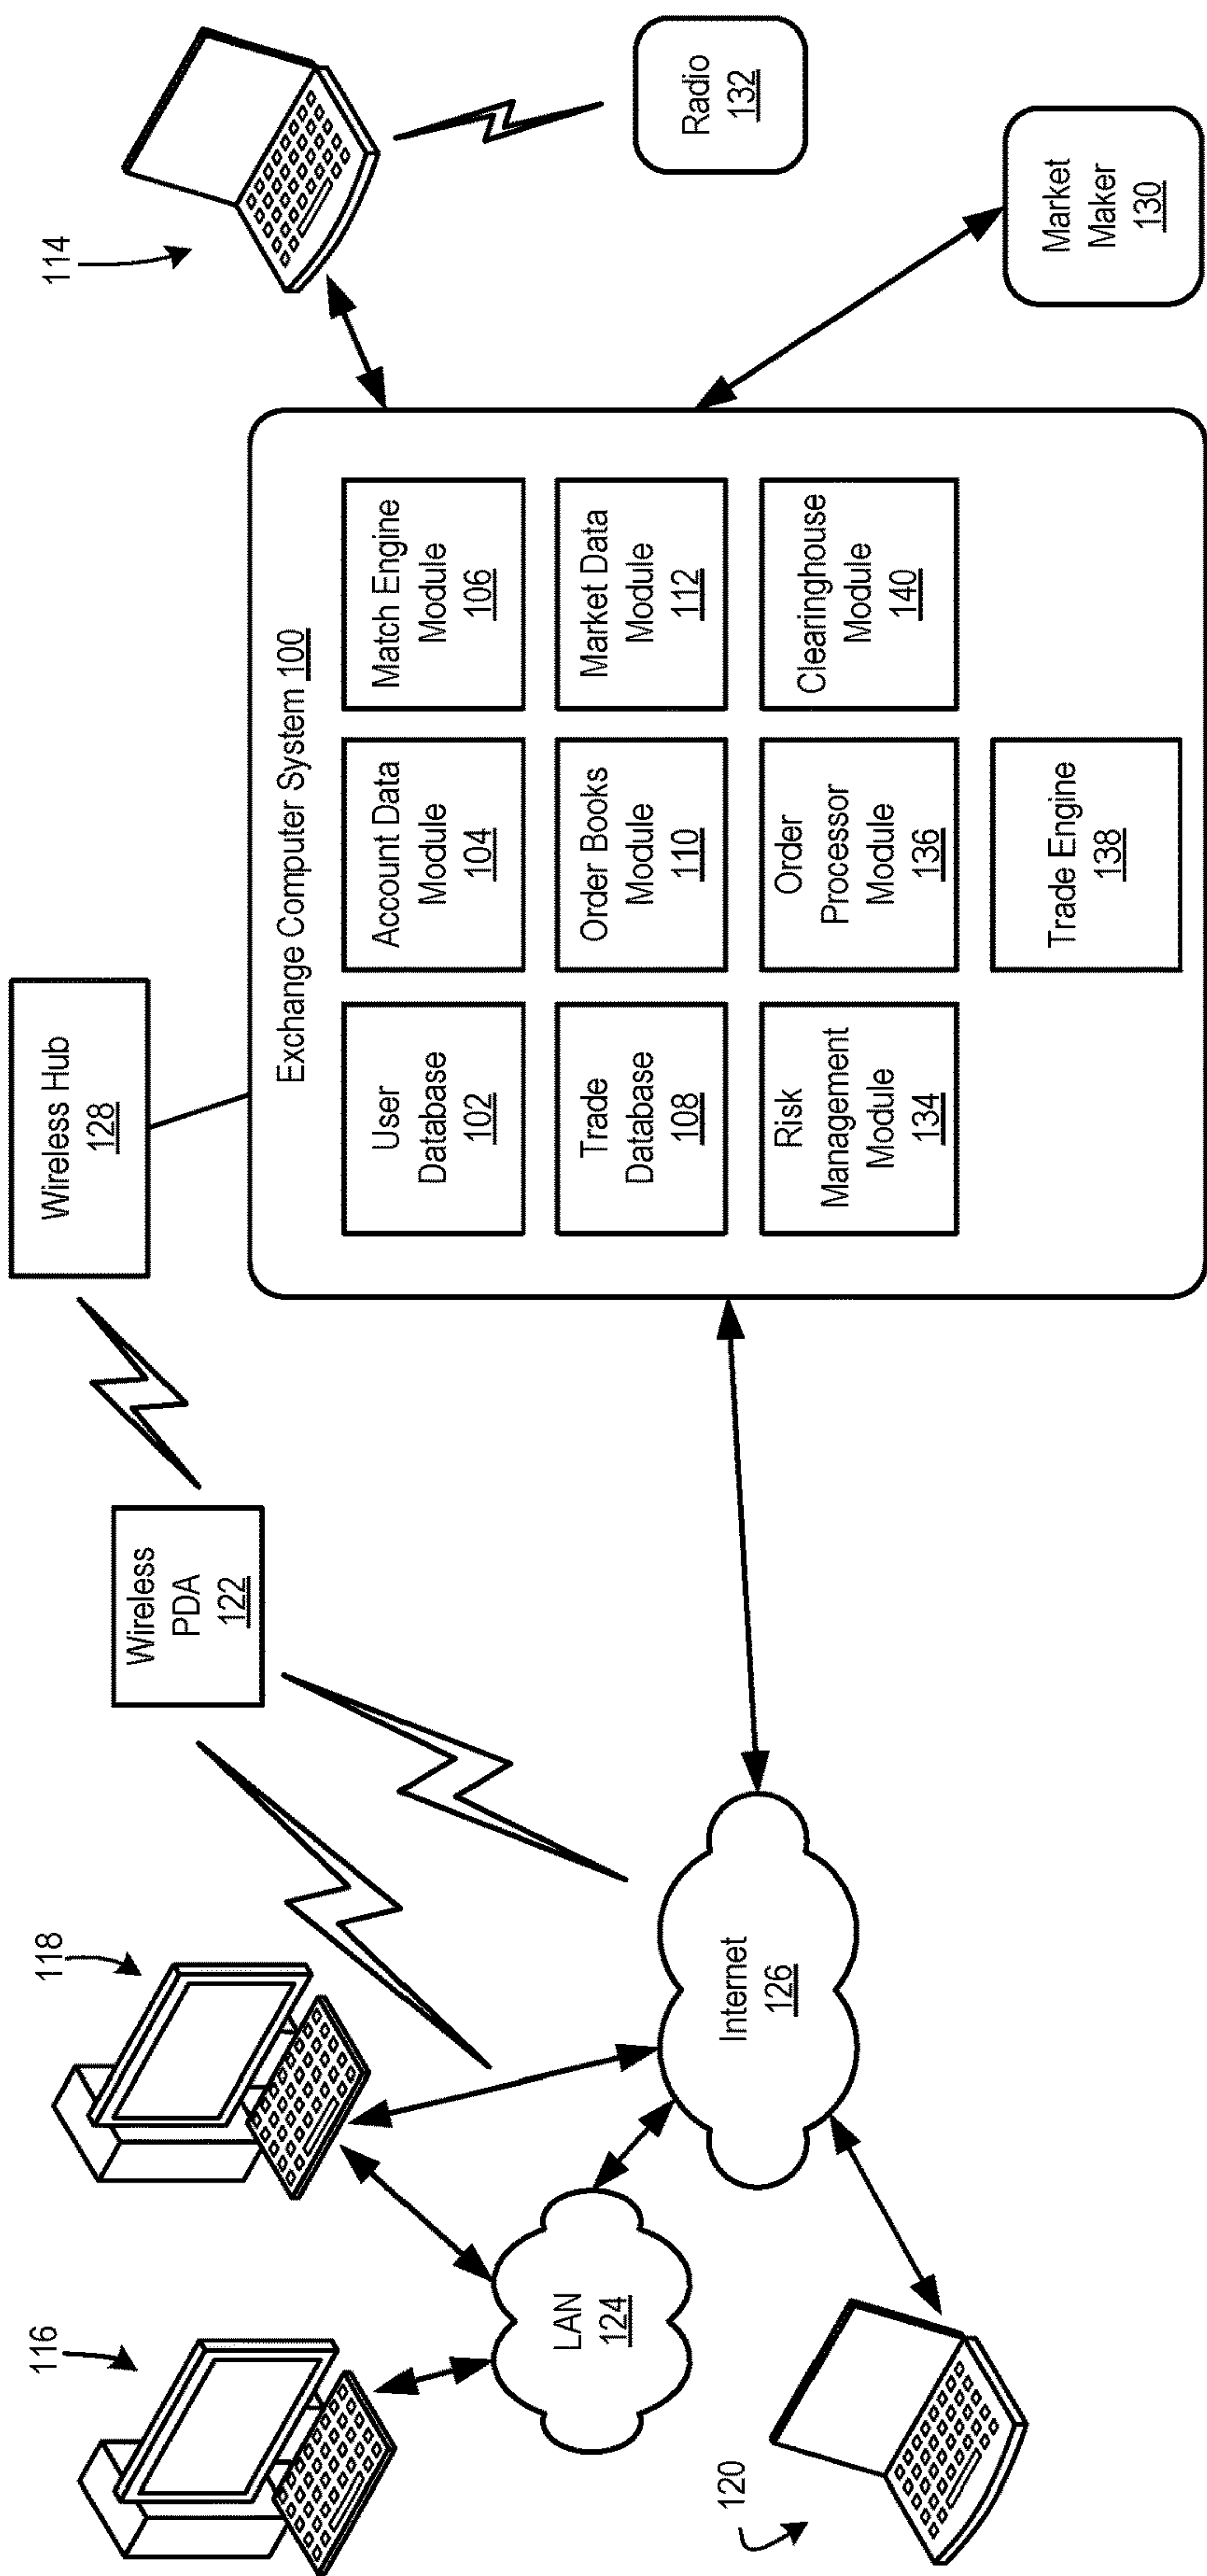 116
118
Wireless
PDA
122
Wireless Hub
128
114
Exchange Computer System 100
User
Database
102
Account Data
Module
104
Match Engine
Module
106
Trade
Database
108
Order Books
Module
110
Market Data
Module
112
Risk
Management
Module
134
Order
Processor
Module
136
Clearinghouse
Module
140
Trade Engine
138
Radio
132
Market
Maker
130
LAN
124
Internet
126
120